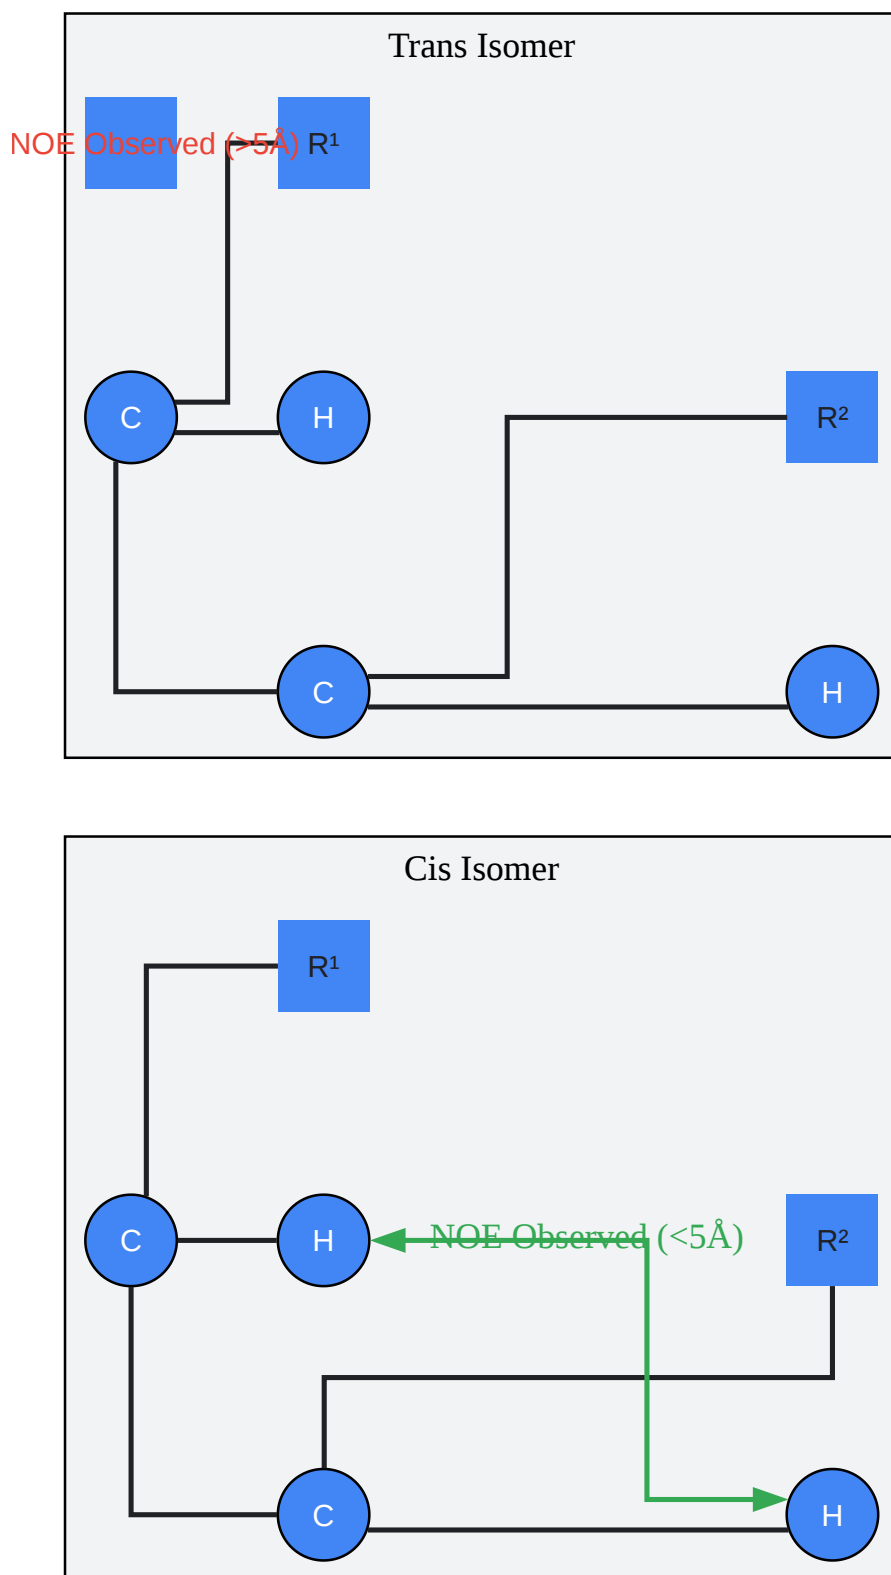 Trans Isomer
NOE Observed (>5Å)
R¹
C
H
R²
C
H
Cis Isomer
R¹
C
H
NOE Observed (<5Å)
R²
C
H